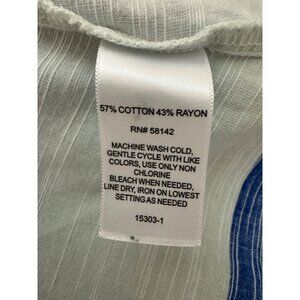 57% COTTON 43% RAYON
RN# 58142
MACHINE WASH COLD,
GENTLE CYCLE WITH LIKE
COLORS, USE ONLY NON
CHLORINE
BLEACH WHEN NEEDED,
LINE DRY, IRON ON LOWEST
SETTING AS NEEDED
15303-1